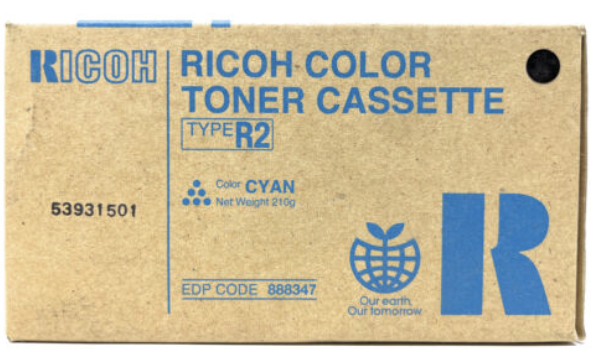 RICOH
RICOH COLOR
TONER CASSETTE
TYPE R2
Color CYAN
Net Weight 210g
53931501
EDP CODE 888347
Our earth,
Our tomorrow
R